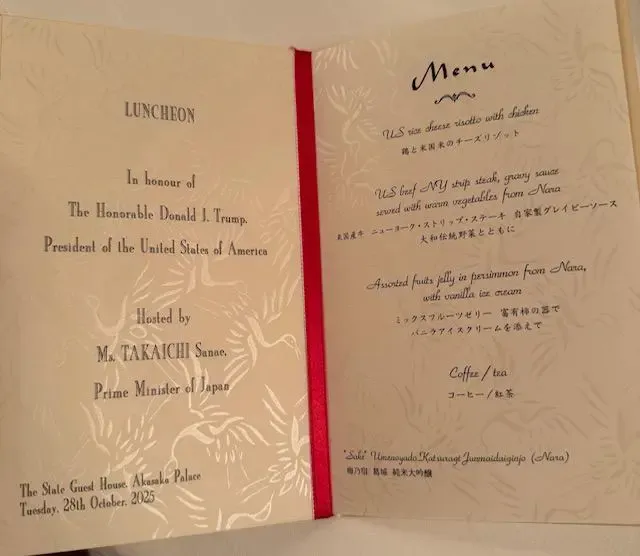 LUNCHEON
In honour of
The Honorable Donald J. Trump,
President of the United States of America
Hosted by
Ms. TAKAICHI Sanae,
Prime Minister of Japan
The State Guest House, Akasaka Palace
Tuesday, 28th October, 2025
Menu
US rice cheese risotto with chicken
鶏と米国米のチーズリゾット
US beef NY strip steak, gravy sauce
served with warm vegetables from Nara
米国産牛 ニューヨーク・ストリップ・ステーキ 自家製グレイビーソース
大和伝統野菜とともに
Assorted fruits jelly in persimmon from Nara,
with vanilla ice cream
ミックスフルーツゼリー 富有柿の器で
バニラアイスクリームを添えて
Coffee / tea
コーヒー/紅茶
"Sake" Umenoyado Katsuragi Junmaidaiginjo (Nara)
梅乃宿 葛城 純米大吟醸